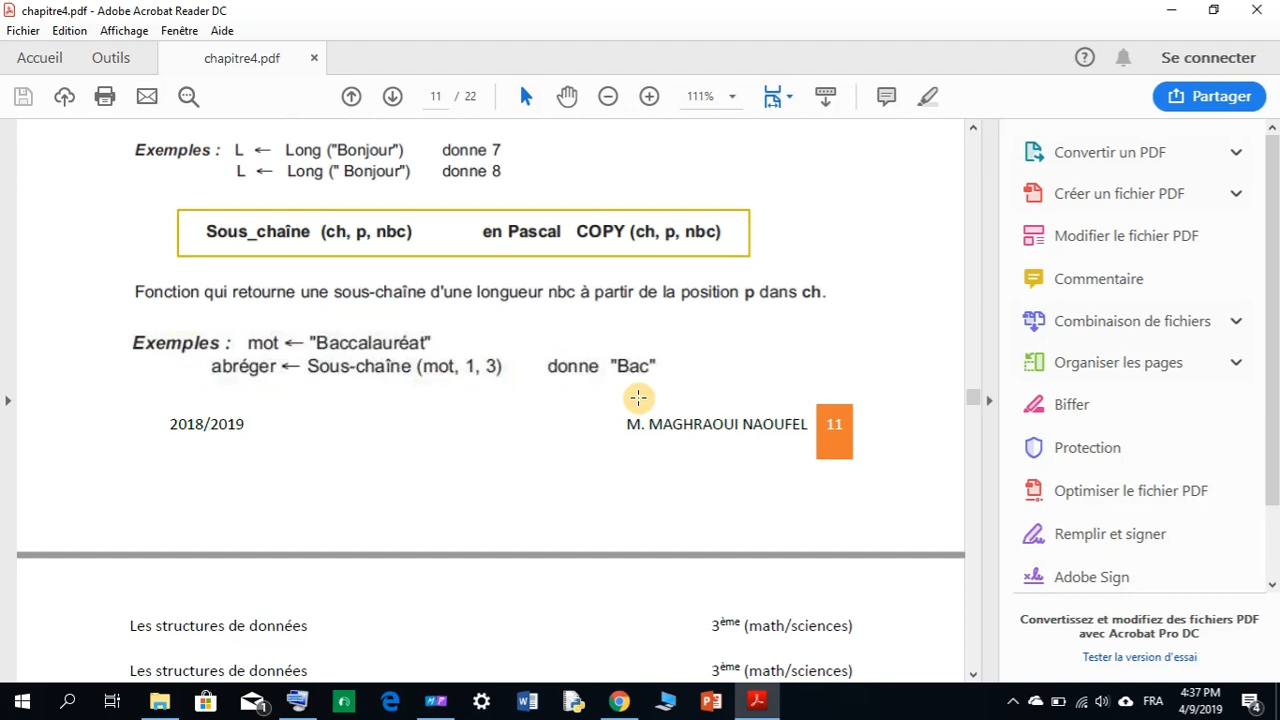 chapitre4.pdf - Adobe Acrobat Reader DC
Fichier Edition Affichage Fenêtre Aide
Accueil Outils chapitre4.pdf × Se connecter
11 / 22 111% Partager
Exemples : L ← Long ("Bonjour") donne 7
L ← Long (" Bonjour") donne 8
Sous_chaîne (ch, p, nbc) en Pascal COPY (ch, p, nbc)
Fonction qui retourne une sous-chaîne d'une longueur nbc à partir de la position p dans ch.
Exemples : mot ← "Baccalauréat"
abréger ← Sous-chaîne (mot, 1, 3) donne "Bac"
2018/2019 M. MAGHRAOUI NAOUFEL 11
Les structures de données 3ème (math/sciences)
Les structures de données 3ème (math/sciences)
Convertir un PDF
Créer un fichier PDF
Modifier le fichier PDF
Commentaire
Combinaison de fichiers
Organiser les pages
Biffer
Protection
Optimiser le fichier PDF
Remplir et signer
Adobe Sign
Convertissez et modifiez des fichiers PDF
avec Acrobat Pro DC
Tester la version d'essai
FRA
4:37 PM
4/9/2019